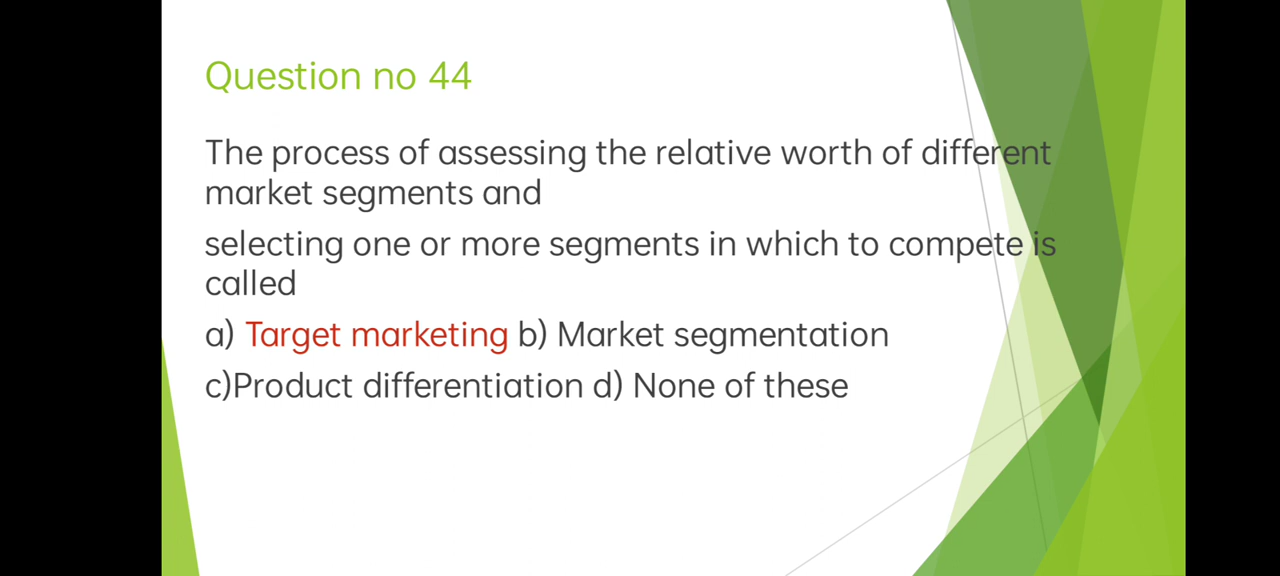 Question no 44
The process of assessing the relative worth of different
market segments and
selecting one or more segments in which to compete is
called
a) Target marketing b) Market segmentation
c)Product differentiation d) None of these